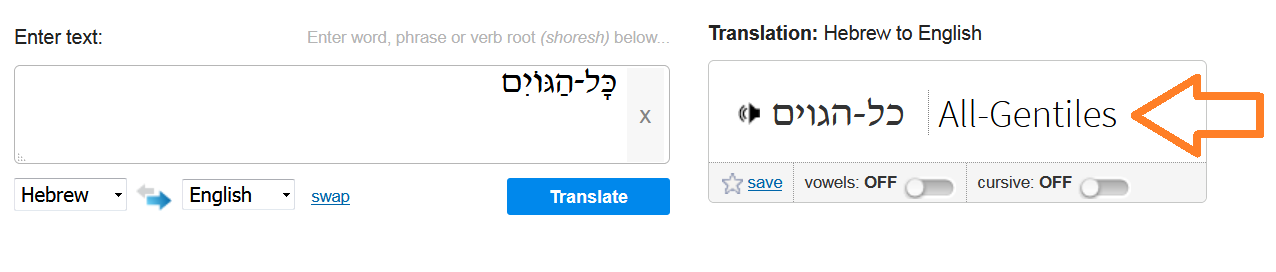 Enter text:
Enter word, phrase or verb root (shoresh) below...
כָּל-הַגּוֹיִם
X
Hebrew
English
swap
Translate
Translation: Hebrew to English
כל-הגוים
All-Gentiles
save
vowels: OFF
cursive: OFF